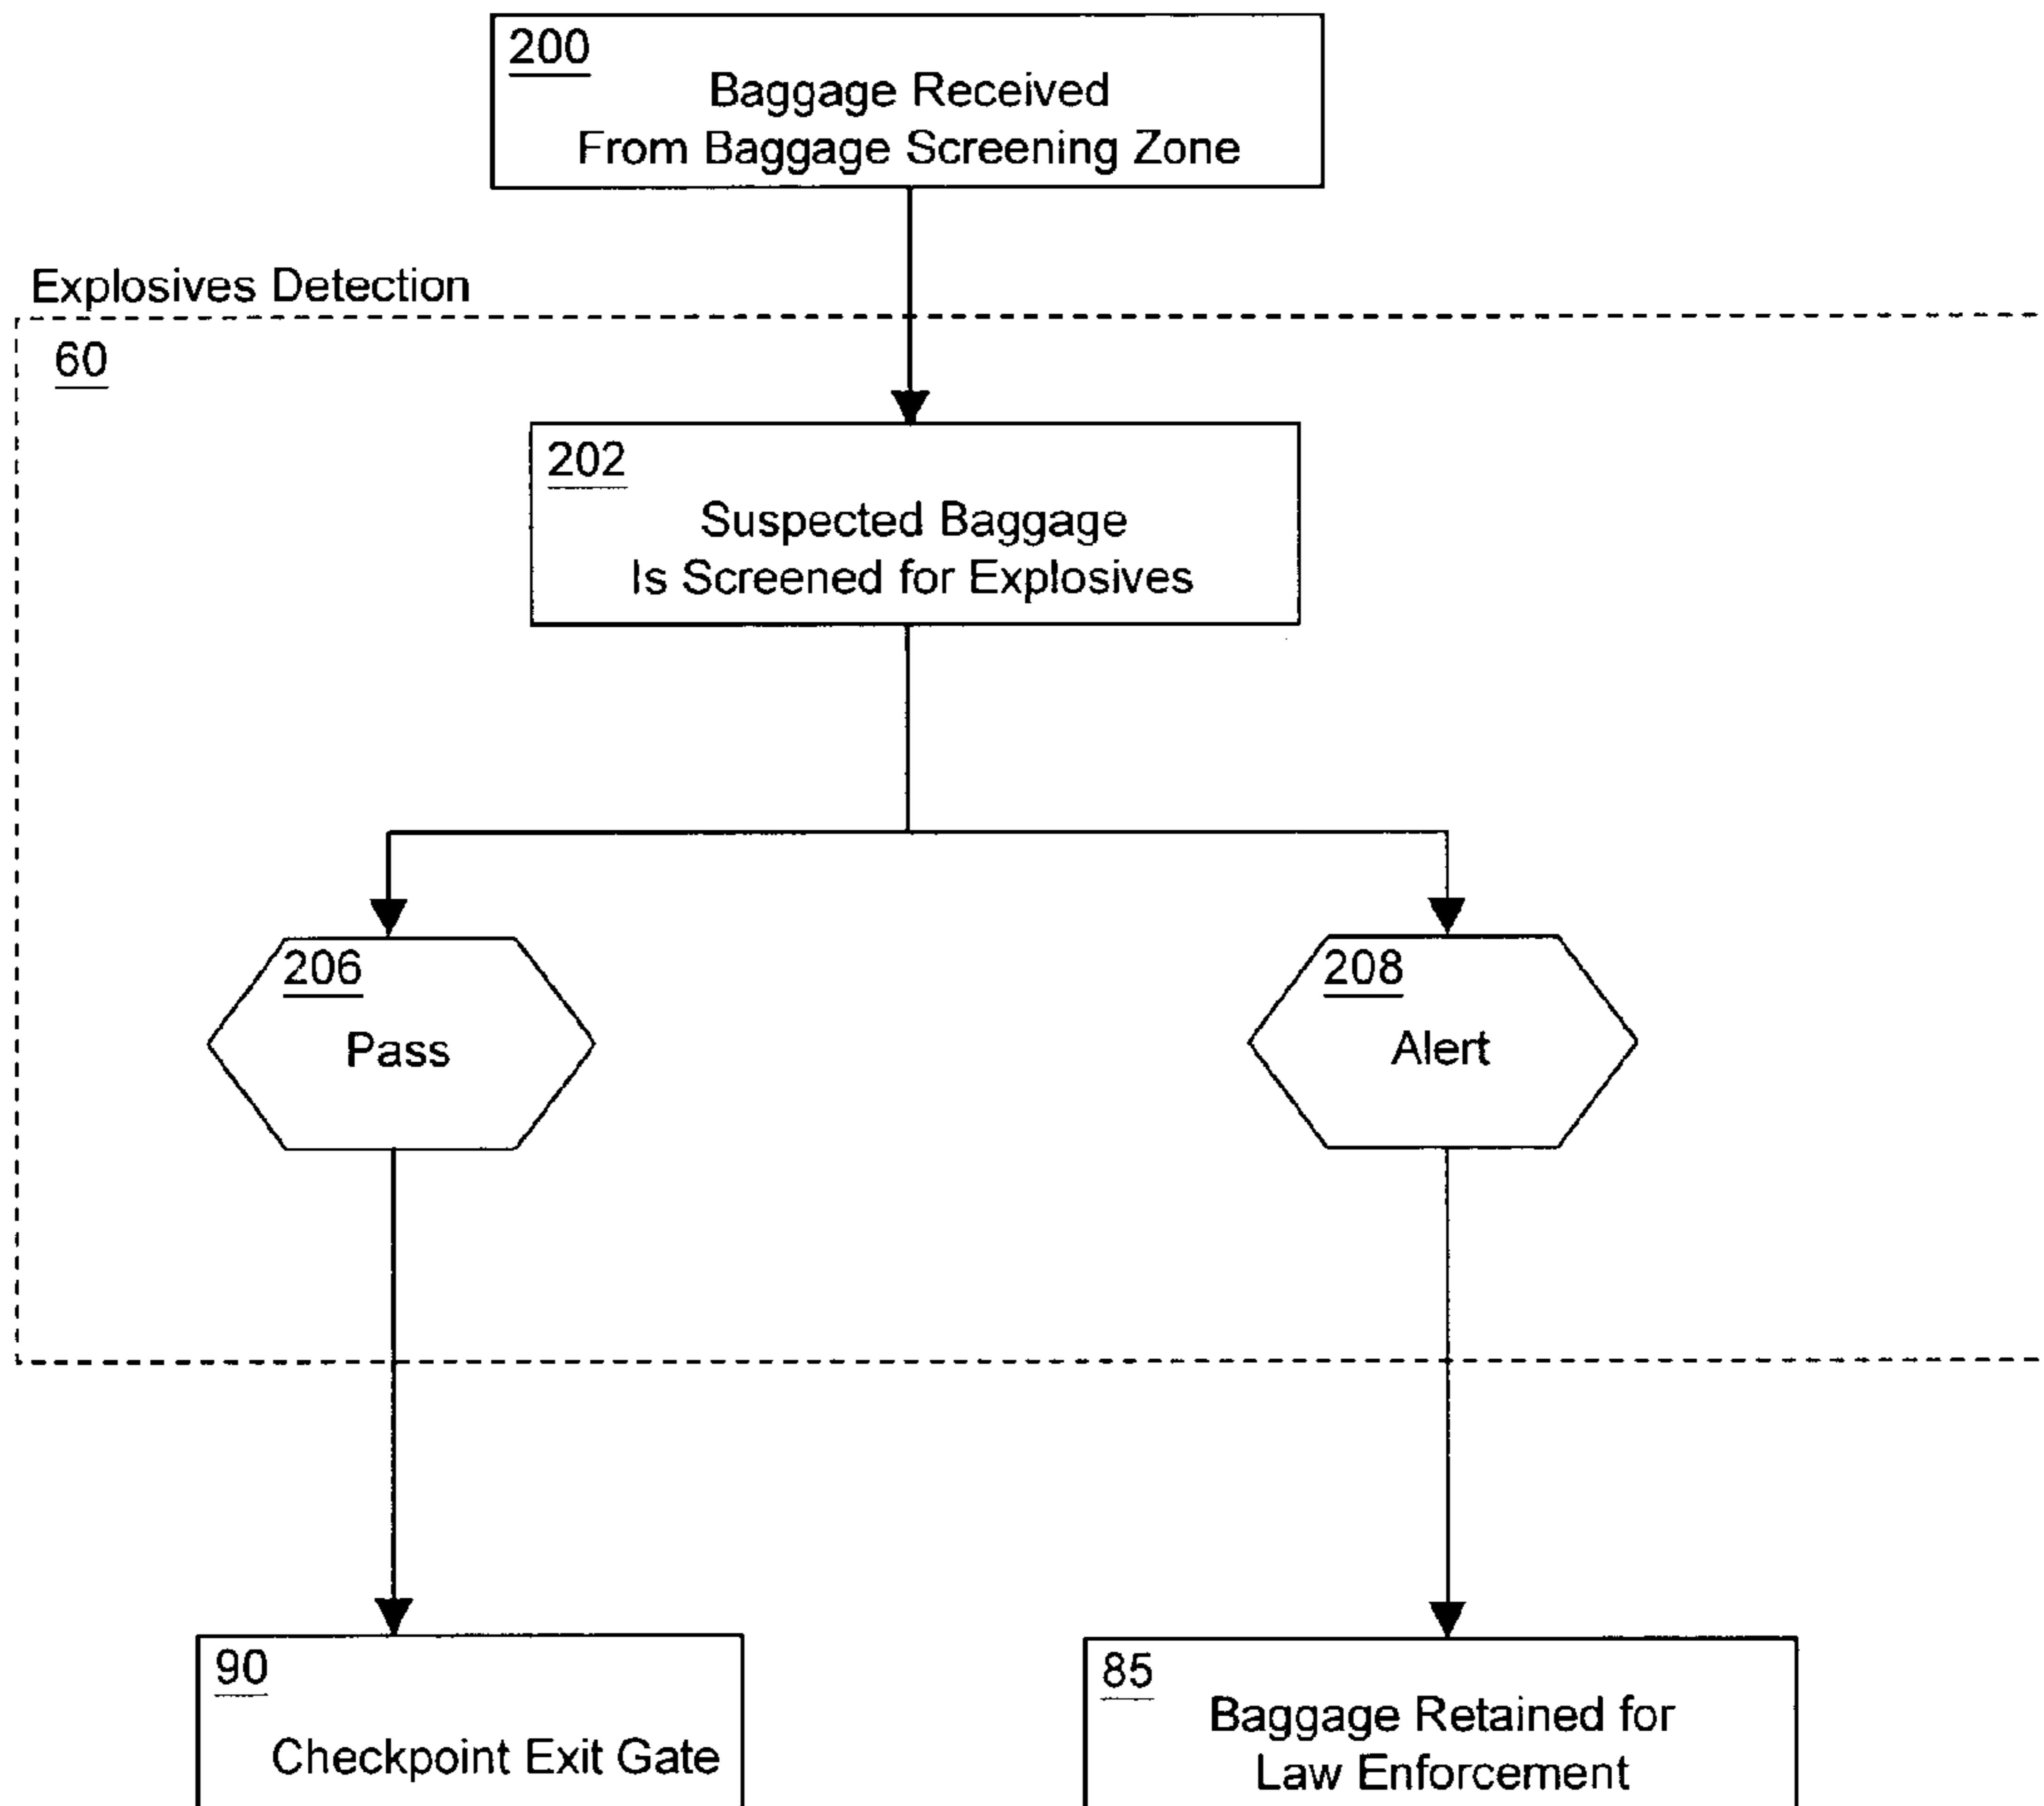 200
Baggage Received
From Baggage Screening Zone
Explosives Detection
60
202
Suspected Baggage
Is Screened for Explosives
206
Pass
208
Alert
90
Checkpoint Exit Gate
85
Baggage Retained for
Law Enforcement